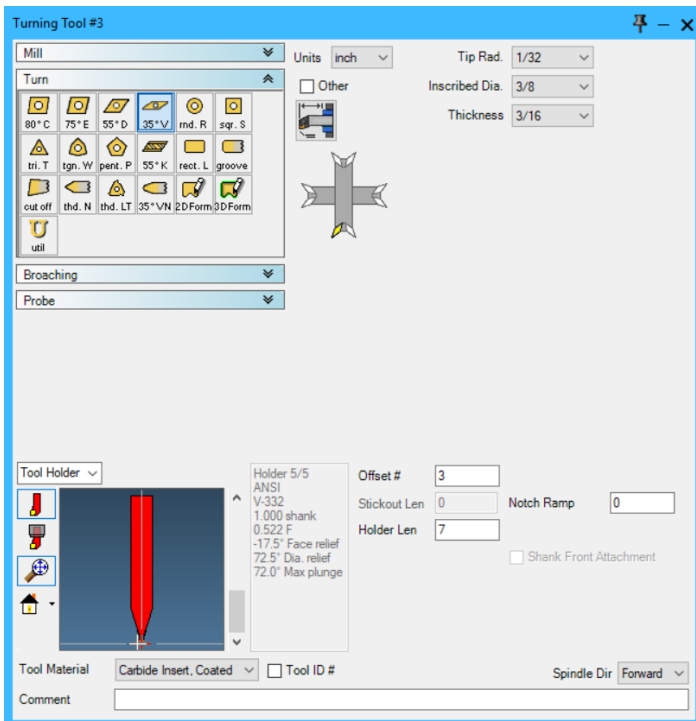 Turning Tool #3
Mill
Turn
80° C 75° E 55° D 35° V rnd. R sqr. S
tri. T tgn. W pent. P 55° K rect. L groove
cut off thd. N thd. LT 35° VN 2D Form 3D Form
util
Broaching
Probe
Units inch
Other
Tip Rad. 1/32
Inscribed Dia. 3/8
Thickness 3/16
Tool Holder
Holder 5/5
ANSI
V-332
1.000 shank
0.522 F
-17.5° Face relief
72.5° Dia. relief
72.0° Max plunge
Offset # 3
Stickout Len 0 Notch Ramp 0
Holder Len 7
Shank Front Attachment
Tool Material Carbide Insert, Coated Tool ID # Spindle Dir Forward
Comment